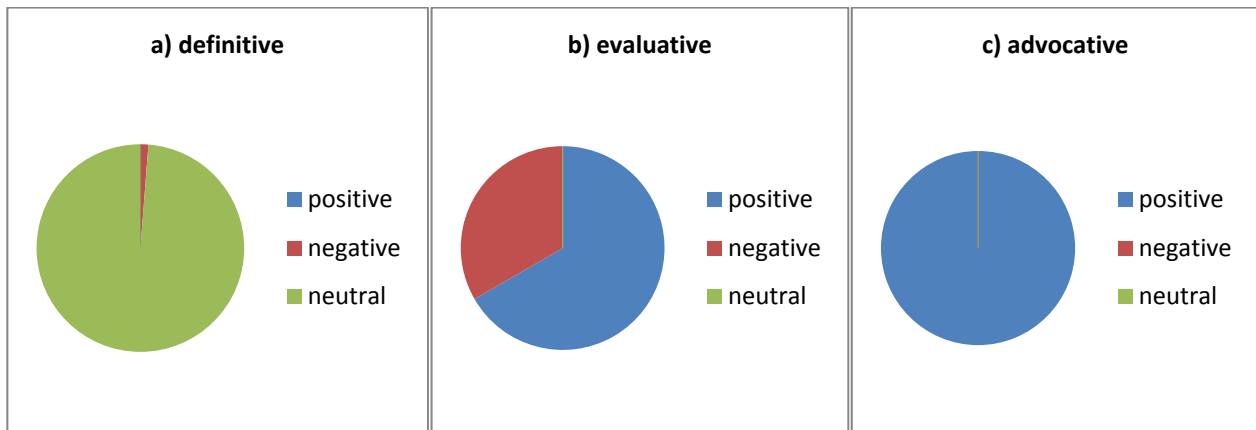 a) definitive
positive
negative
neutral
b) evaluative
positive
negative
neutral
c) advocative
positive
negative
neutral